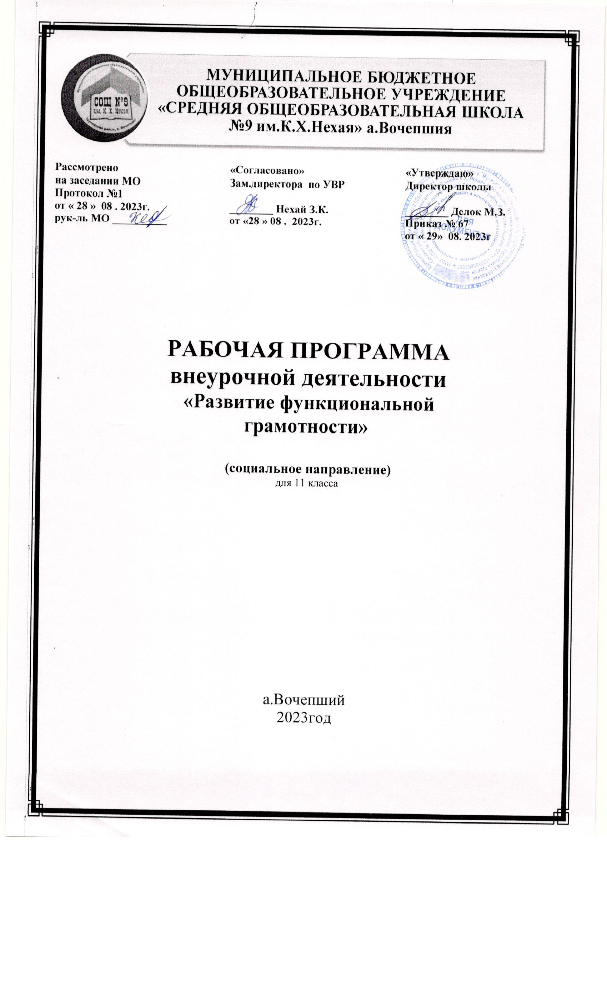 СОШ №9
им. К. Х. Нехая
МУНИЦИПАЛЬНОЕ БЮДЖЕТНОЕ
ОБЩЕОБРАЗОВАТЕЛЬНОЕ УЧРЕЖДЕНИЕ
«СРЕДНЯЯ ОБЩЕОБРАЗОВАТЕЛЬНАЯ ШКОЛА
№9 им.К.Х.Нехая» а.Вочепшия
Рассмотрено
на заседании МО
Протокол №1
от « 28 » 08 . 2023г.
рук-ль МО
«Согласовано»
Зам.директора по УВР
Нехай З.К.
от «28 » 08 . 2023г.
«Утверждаю»
Директор школы
Делок М.З.
Приказ № 67
от « 29» 08. 2023г
ДЛЯ
ДОКУМЕНТОВ
РАБОЧАЯ ПРОГРАММА
внеурочной деятельности
«Развитие функциональной
грамотности»
(социальное направление)
для 11 класса
а.Вочепший
2023год